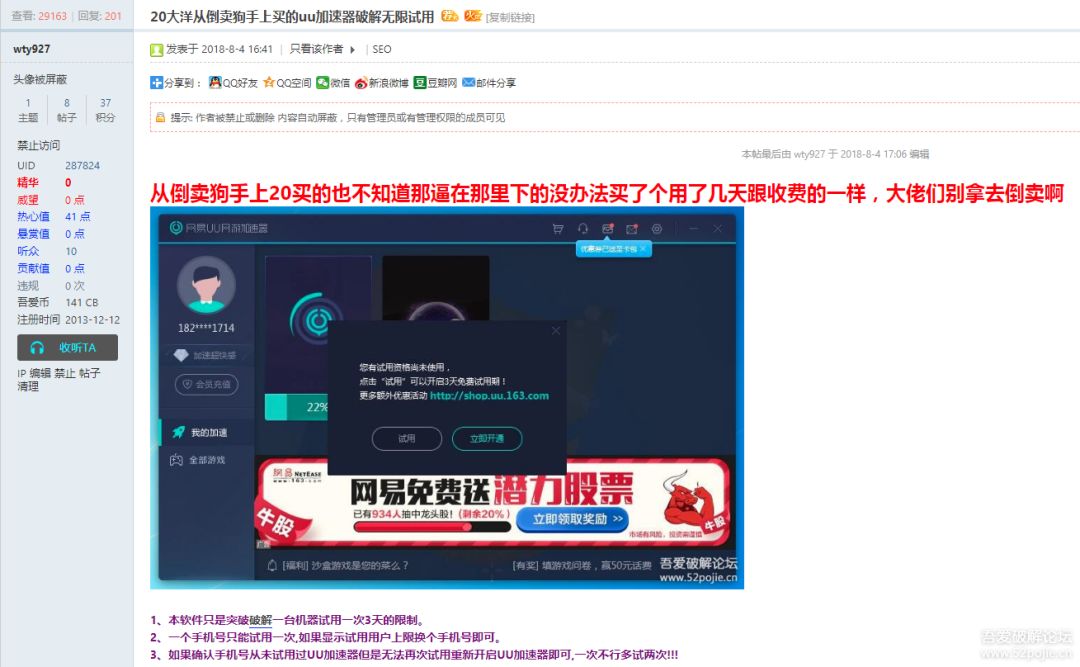 查看: 29163 | 回复: 201
20大洋从倒卖狗手上买的uu加速器破解无限试用 [复制链接]
wty927
发表于 2018-8-4 16:41 | 只看该作者 | SEO
头像被屏蔽
分享到： QQ好友 QQ空间 微信 新浪微博 豆瓣网 邮件分享
1 8 37
主题 帖子 积分
提示: 作者被禁止或删除 内容自动屏蔽，只有管理员或有管理权限的成员可见
禁止访问
UID 287824
精华 0
威望 0 点
热心值 41 点
悬赏值 0 点
听众 10
贡献值 0 点
违规 0 次
吾爱币 141 CB
注册时间 2013-12-12
收听TA
IP 编辑 禁止 帖子
清理
本帖最后由 wty927 于 2018-8-4 17:06 编辑
从倒卖狗手上20买的也不知道那逼在那里下的没办法买了个用了几天跟收费的一样，大佬们别拿去倒卖啊
网易UU网游加速器
优惠券已送至卡包
182****1714
加速超快感
会员充值
我的加速
全部游戏
22%
您有试用资格尚未使用，
点击“试用”可以开启3天免费试用期！
更多额外优惠活动 http://shop.uu.163.com
试用 立即开通
網易 NETEASE
www.163.com
网易免费送潜力股票
已有934人抽中龙头股!（剩余20%）
立即领取奖励 >>
牛股
牛股
市场有风险，投资需谨慎
广告
[福利] 沙盒游戏是您的菜么？
[有奖] 填游戏问卷，赢50元话费
吾爱破解论坛
www.52pojie.cn
1、本软件只是突破破解一台机器试用一次3天的限制。
2、一个手机号只能试用一次,如果显示试用用户上限换个手机号即可。
3、如果确认手机号从未试用过UU加速器但是无法再次试用重新开启UU加速器即可,一次不行多试两次!!!
吾爱破解论坛
www.52pojie.cn